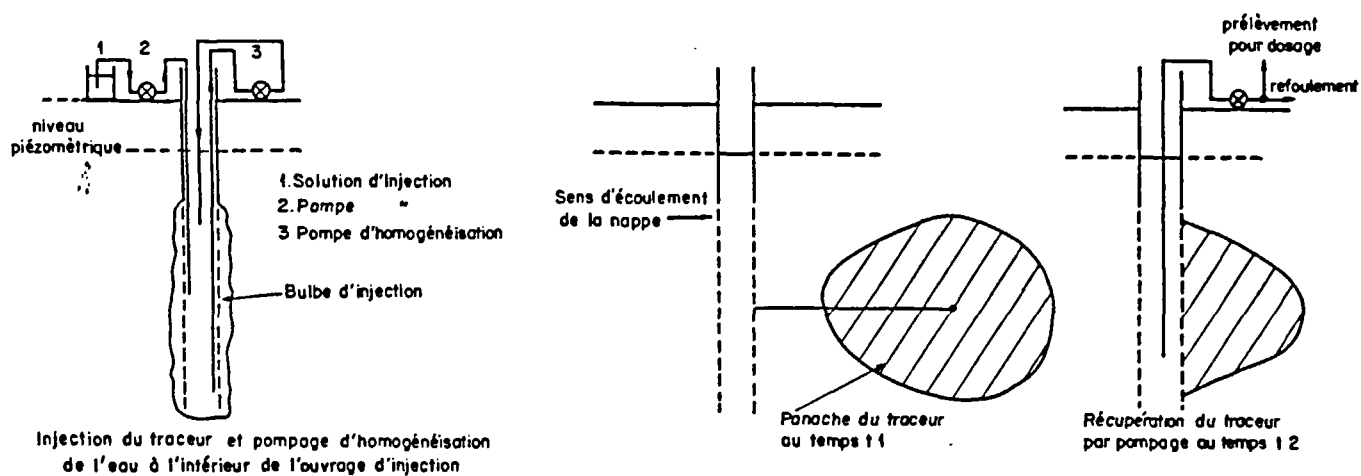 1 2 3
niveau
piézomètrique
1. Solution d'Injection
2. Pompe "
3 Pompe d'homogénéisation
Bulbe d'injection
Injection du traceur et pompage d'homogénéisation
de l'eau à l'intérieur de l'ouvrage d'injection
Sens d'écoulement
de la nappe
Panache du traceur
au temps t 1
prélèvement
pour dosage
refoulement
Récupération du traceur
par pompage au temps t 2